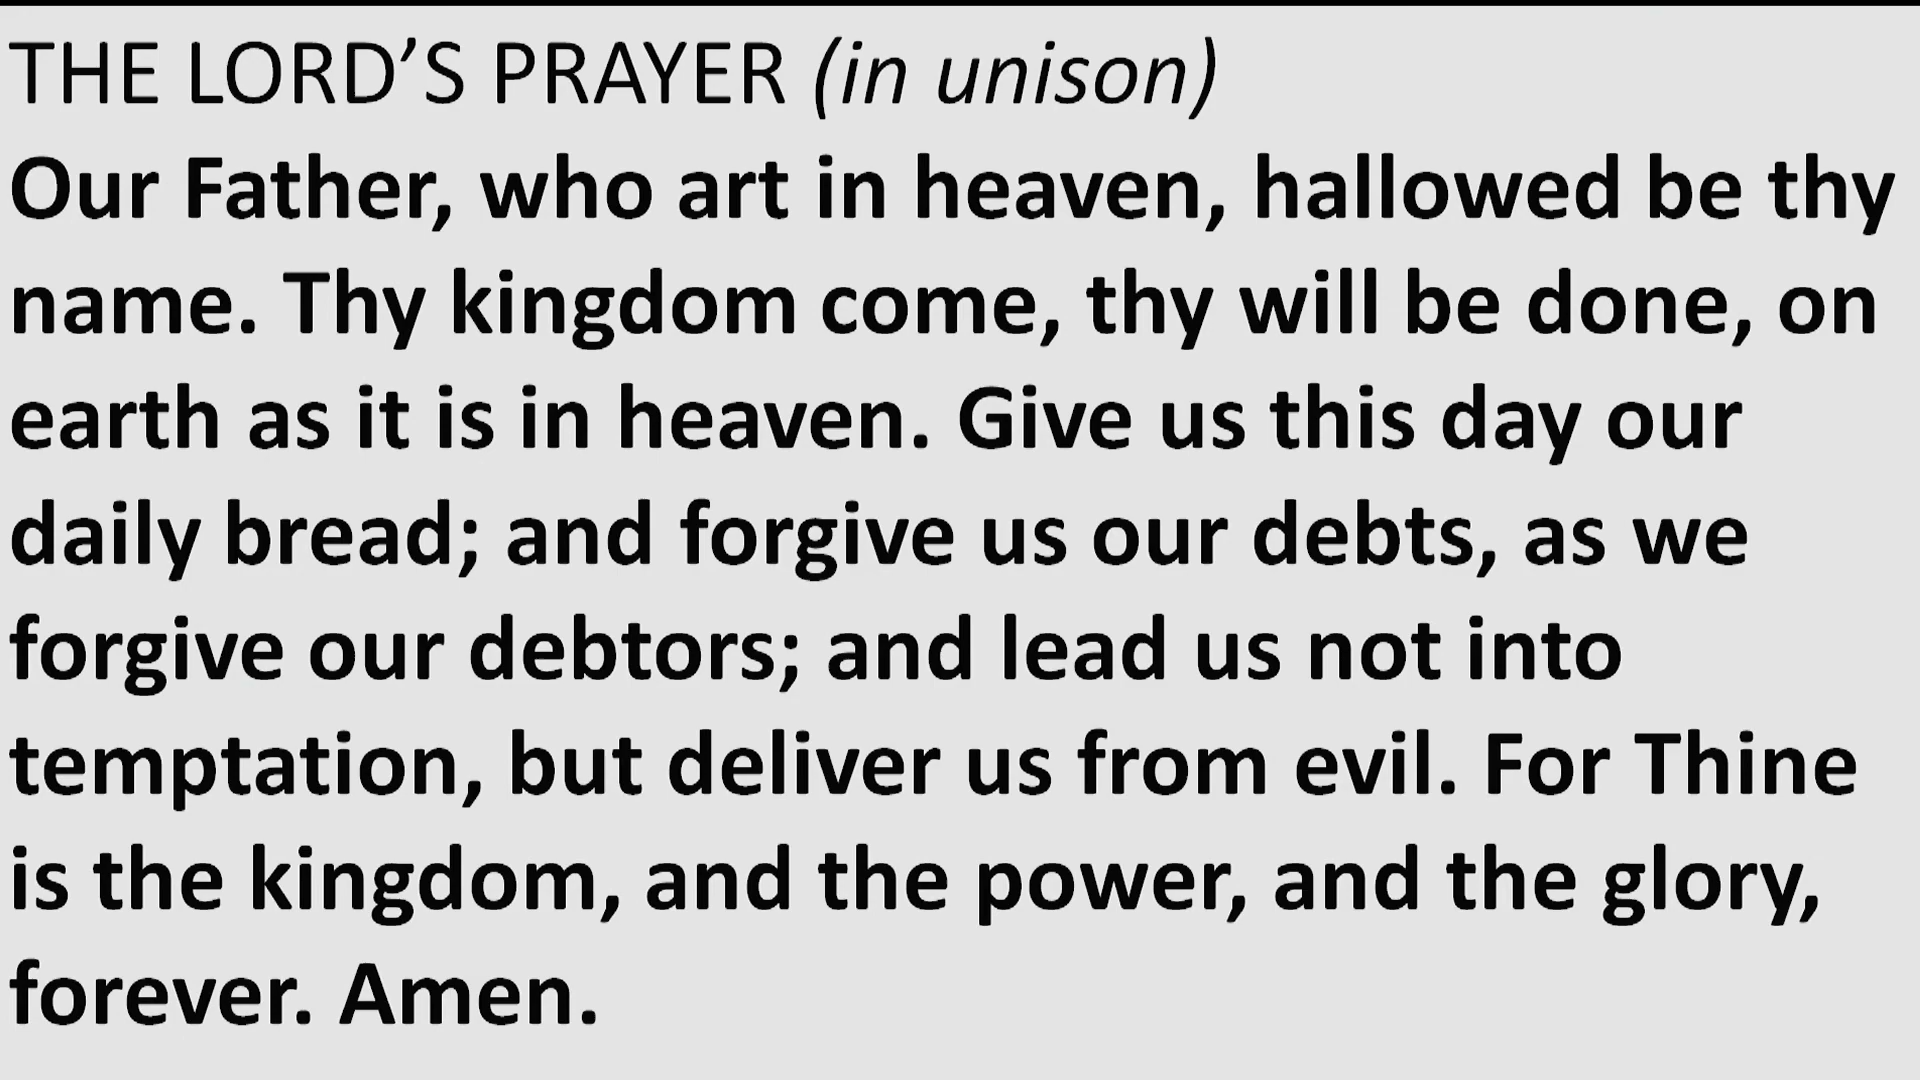 THE LORD’S PRAYER (in unison)
Our Father, who art in heaven, hallowed be thy
name. Thy kingdom come, thy will be done, on
earth as it is in heaven. Give us this day our
daily bread; and forgive us our debts, as we
forgive our debtors; and lead us not into
temptation, but deliver us from evil. For Thine
is the kingdom, and the power, and the glory,
forever. Amen.